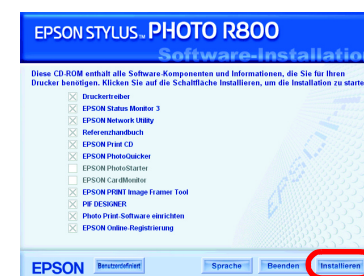 EPSON STYLUS™ PHOTO R800
Software-Installation
Diese CD-ROM enthält alle Software-Komponenten und Informationen, die Sie für Ihren
Drucker benötigen. Klicken Sie auf die Schaltfläche Installieren, um die Installation zu starte
Druckertreiber
EPSON Status Monitor 3
EPSON Network Utility
Referenzhandbuch
EPSON Print CD
EPSON PhotoQuicker
EPSON PhotoStarter
EPSON CardMonitor
EPSON PRINT Image Framer Tool
PIF DESIGNER
Photo Print-Software einrichten
EPSON Online-Registrierung
EPSON Benutzerdefiniert Sprache Beenden Installieren